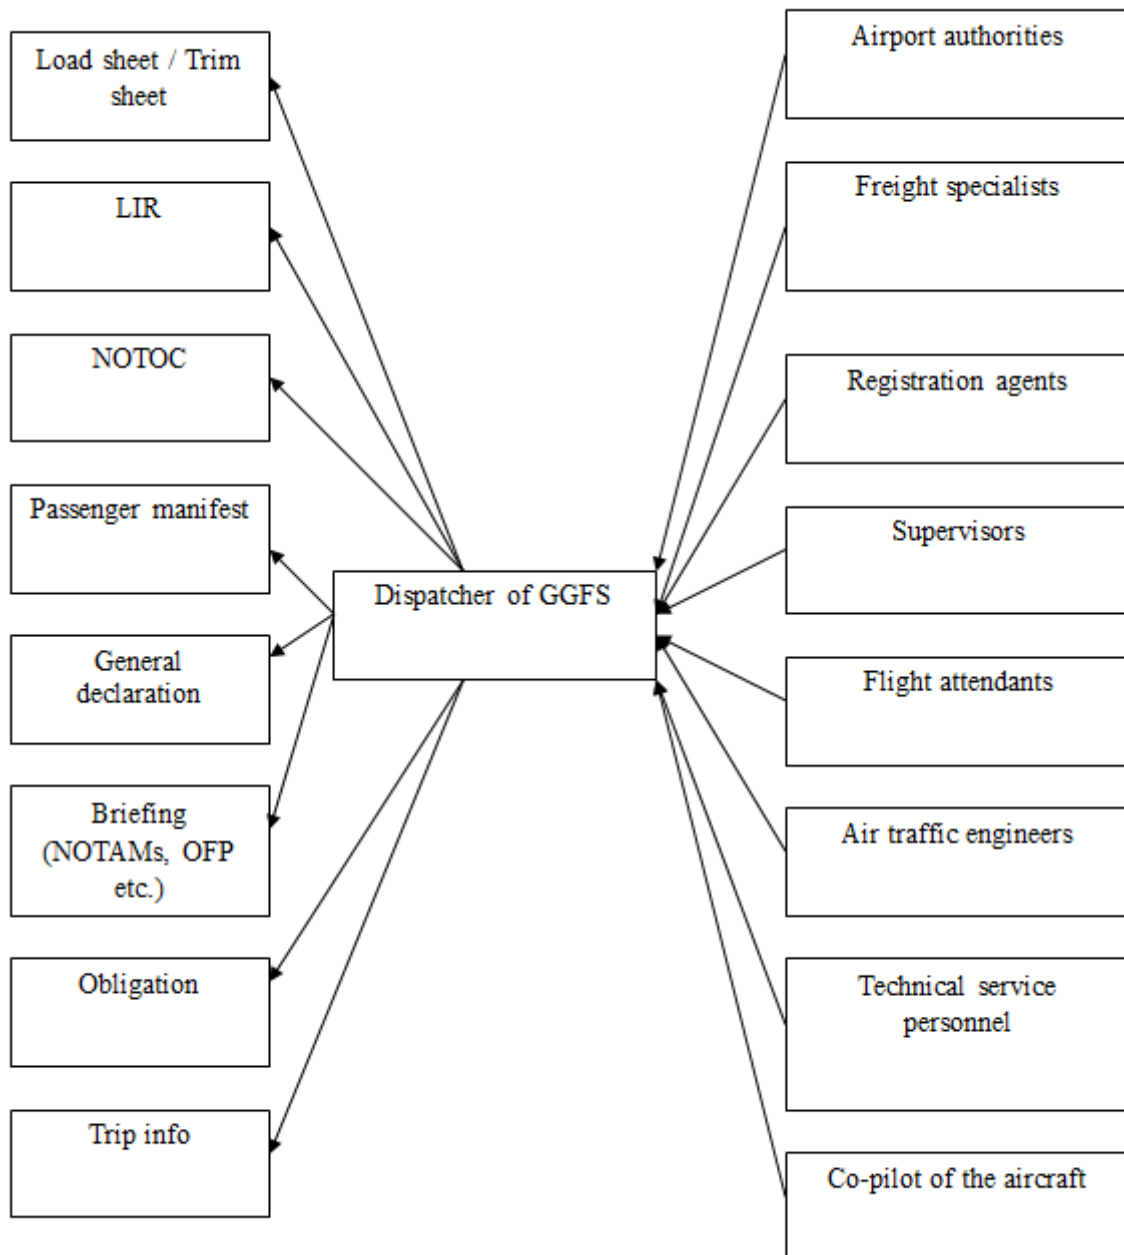 Load sheet / Trim
sheet
LIR
NOTOC
Passenger manifest
General
declaration
Briefing
(NOTAMs, OFP
etc.)
Obligation
Trip info
Dispatcher of GGFS
Airport authorities
Freight specialists
Registration agents
Supervisors
Flight attendants
Air traffic engineers
Technical service
personnel
Co-pilot of the aircraft